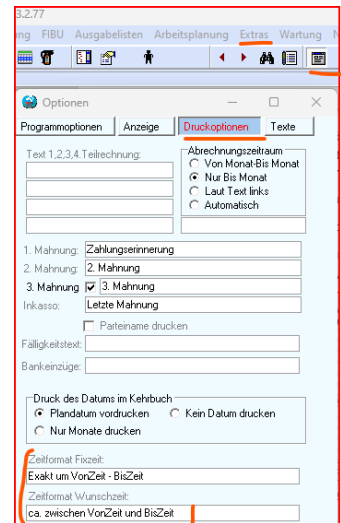 3.2.77
ng FIBU Ausgabelisten Arbeitsplanung Extras Wartung
Optionen
Programmoptionen Anzeige Druckoptionen Texte
Text 1,2,3,4.Teilrechnung:
Abrechnungszeitraum
Von Monat-Bis Monat
Nur Bis Monat
Laut Text links
Automatisch
1. Mahnung: Zahlungserinnerung
2. Mahnung: 2. Mahnung
3. Mahnung 3. Mahnung
Inkasso: Letzte Mahnung
Parteiname drucken
Fälligkeitstext:
Bankeinzüge:
Druck des Datums im Kehrbuch
Plandatum vordrucken Kein Datum drucken
Nur Monate drucken
Zeitformat Fixzeit:
Exakt um VonZeit - BisZeit
Zeitformat Wunschzeit:
ca. zwischen VonZeit und BisZeit